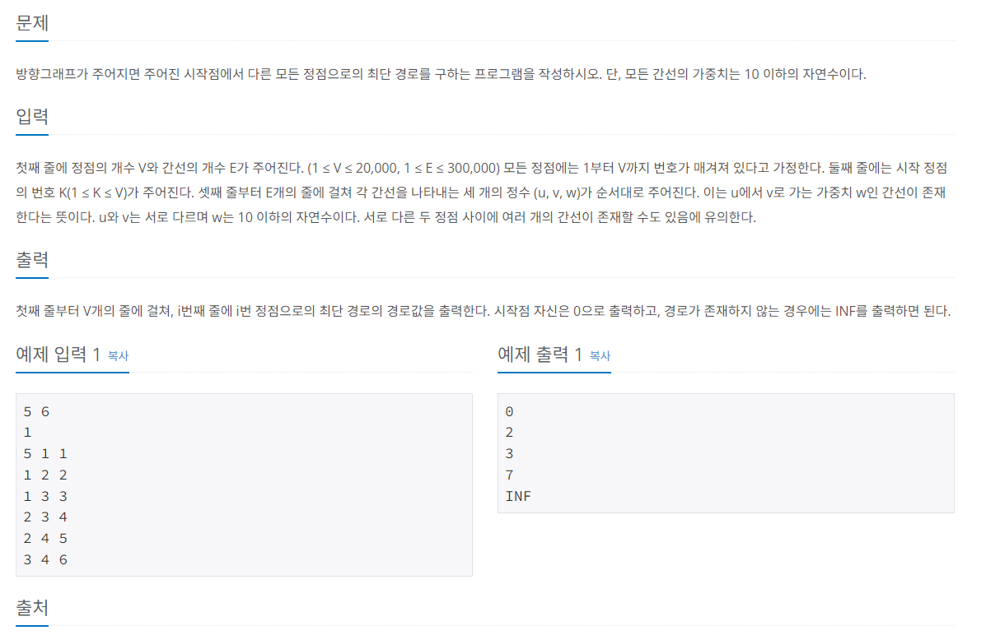 문제
방향그래프가 주어지면 주어진 시작점에서 다른 모든 정점으로의 최단 경로를 구하는 프로그램을 작성하시오. 단, 모든 간선의 가중치는 10 이하의 자연수이다.
입력
첫째 줄에 정점의 개수 V와 간선의 개수 E가 주어진다. (1 ≤ V ≤ 20,000, 1 ≤ E ≤ 300,000) 모든 정점에는 1부터 V까지 번호가 매겨져 있다고 가정한다. 둘째 줄에는 시작 정점
의 번호 K(1 ≤ K ≤ V)가 주어진다. 셋째 줄부터 E개의 줄에 걸쳐 각 간선을 나타내는 세 개의 정수 (u, v, w)가 순서대로 주어진다. 이는 u에서 v로 가는 가중치 w인 간선이 존재
한다는 뜻이다. u와 v는 서로 다르며 w는 10 이하의 자연수이다. 서로 다른 두 정점 사이에 여러 개의 간선이 존재할 수도 있음에 유의한다.
출력
첫째 줄부터 V개의 줄에 걸쳐, i번째 줄에 i번 정점으로의 최단 경로의 경로값을 출력한다. 시작점 자신은 0으로 출력하고, 경로가 존재하지 않는 경우에는 INF를 출력하면 된다.
예제 입력 1 복사
5 6
1
5 1 1
1 2 2
1 3 3
2 3 4
2 4 5
3 4 6
예제 출력 1 복사
0
2
3
7
INF
출처